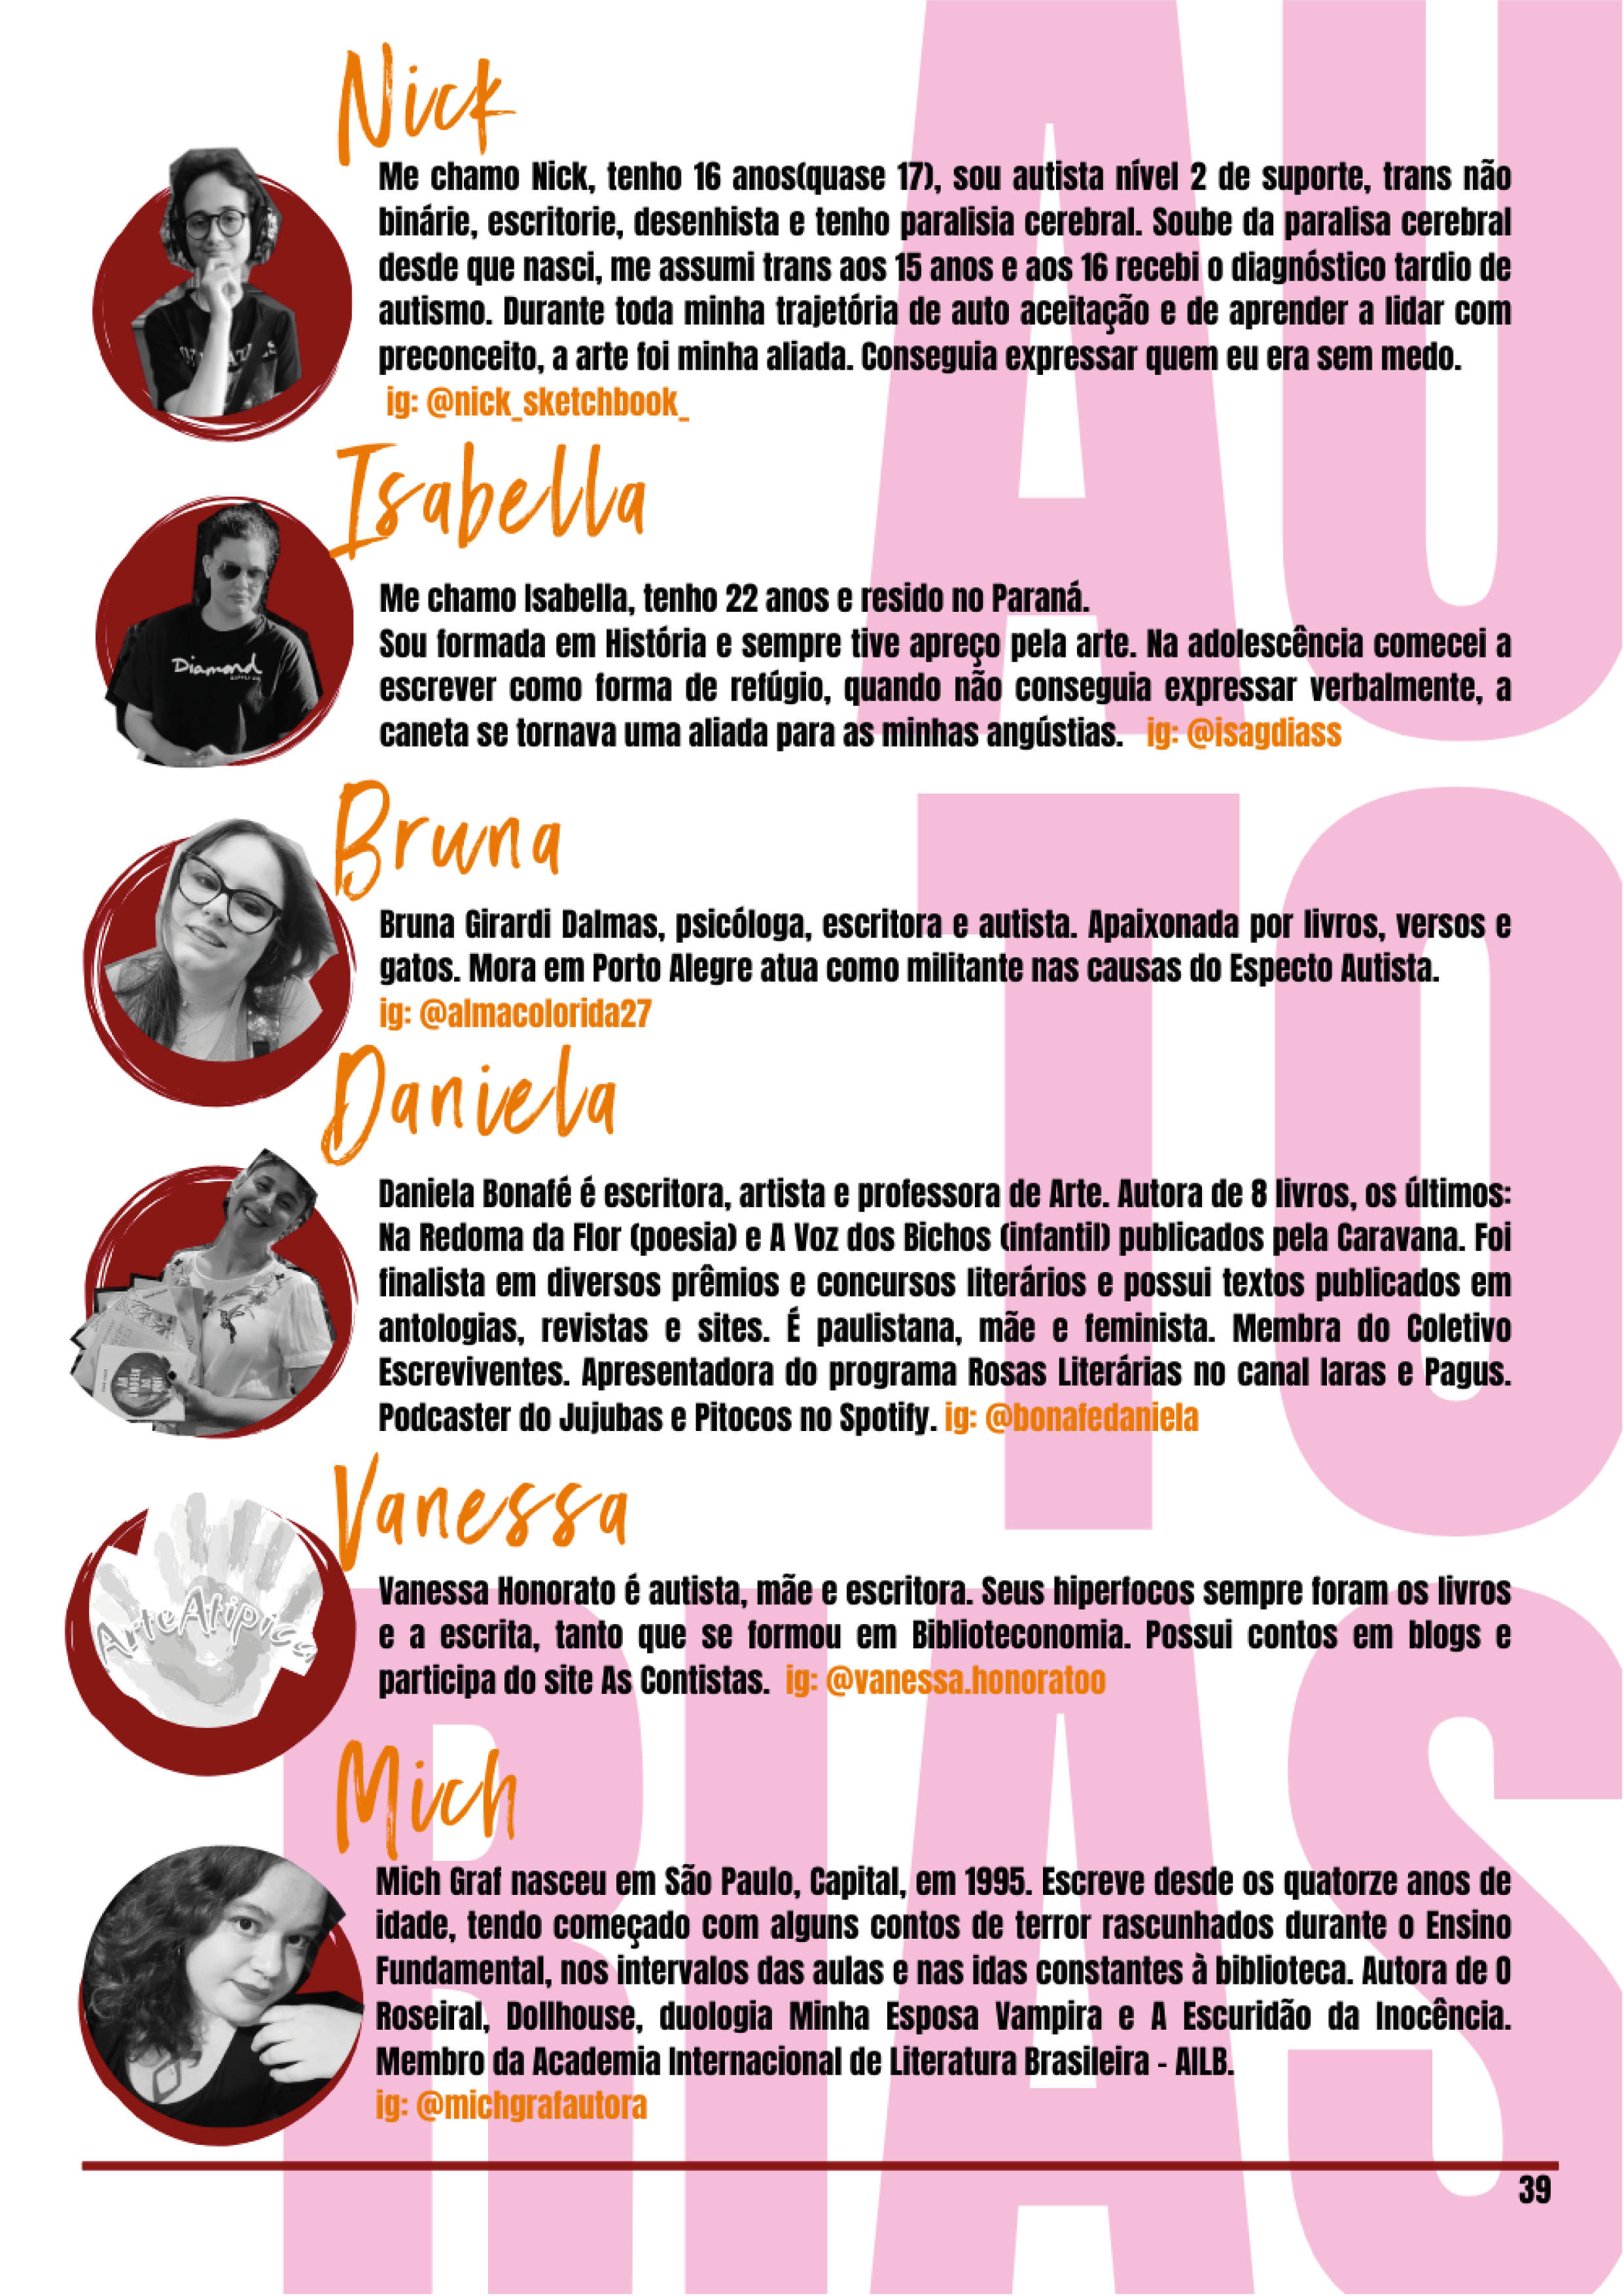 AU
TO
RIAS
Nick
Me chamo Nick, tenho 16 anos(quase 17), sou autista nível 2 de suporte, trans não
binárie, escritorie, desenhista e tenho paralisia cerebral. Soube da paralisa cerebral
desde que nasci, me assumi trans aos 15 anos e aos 16 recebi o diagnóstico tardio de
autismo. Durante toda minha trajetória de auto aceitação e de aprender a lidar com
preconceito, a arte foi minha aliada. Conseguia expressar quem eu era sem medo.
ig: @nick_sketchbook_
Isabella
Diamond
Me chamo Isabella, tenho 22 anos e resido no Paraná.
Sou formada em História e sempre tive apreço pela arte. Na adolescência comecei a
escrever como forma de refúgio, quando não conseguia expressar verbalmente, a
caneta se tornava uma aliada para as minhas angústias. ig: @isagdiass
Bruna
Bruna Girardi Dalmas, psicóloga, escritora e autista. Apaixonada por livros, versos e
gatos. Mora em Porto Alegre atua como militante nas causas do Especto Autista.
ig: @almacolorida27
Daniela
Daniela Bonafé é escritora, artista e professora de Arte. Autora de 8 livros, os últimos:
Na Redoma da Flor (poesia) e A Voz dos Bichos (infantil) publicados pela Caravana. Foi
finalista em diversos prêmios e concursos literários e possui textos publicados em
antologias, revistas e sites. É paulistana, mãe e feminista. Membra do Coletivo
Escreviventes. Apresentadora do programa Rosas Literárias no canal Iaras e Pagus.
Podcaster do Jujubas e Pitocos no Spotify. ig: @bonafedaniela
Vanessa
ArteAtípica
Vanessa Honorato é autista, mãe e escritora. Seus hiperfocos sempre foram os livros
e a escrita, tanto que se formou em Biblioteconomia. Possui contos em blogs e
participa do site As Contistas. ig: @vanessa.honoratoo
Mich
Mich Graf nasceu em São Paulo, Capital, em 1995. Escreve desde os quatorze anos de
idade, tendo começado com alguns contos de terror rascunhados durante o Ensino
Fundamental, nos intervalos das aulas e nas idas constantes à biblioteca. Autora de O
Roseiral, Dollhouse, duologia Minha Esposa Vampira e A Escuridão da Inocência.
Membro da Academia Internacional de Literatura Brasileira - AILB.
ig: @michgrafautora
39